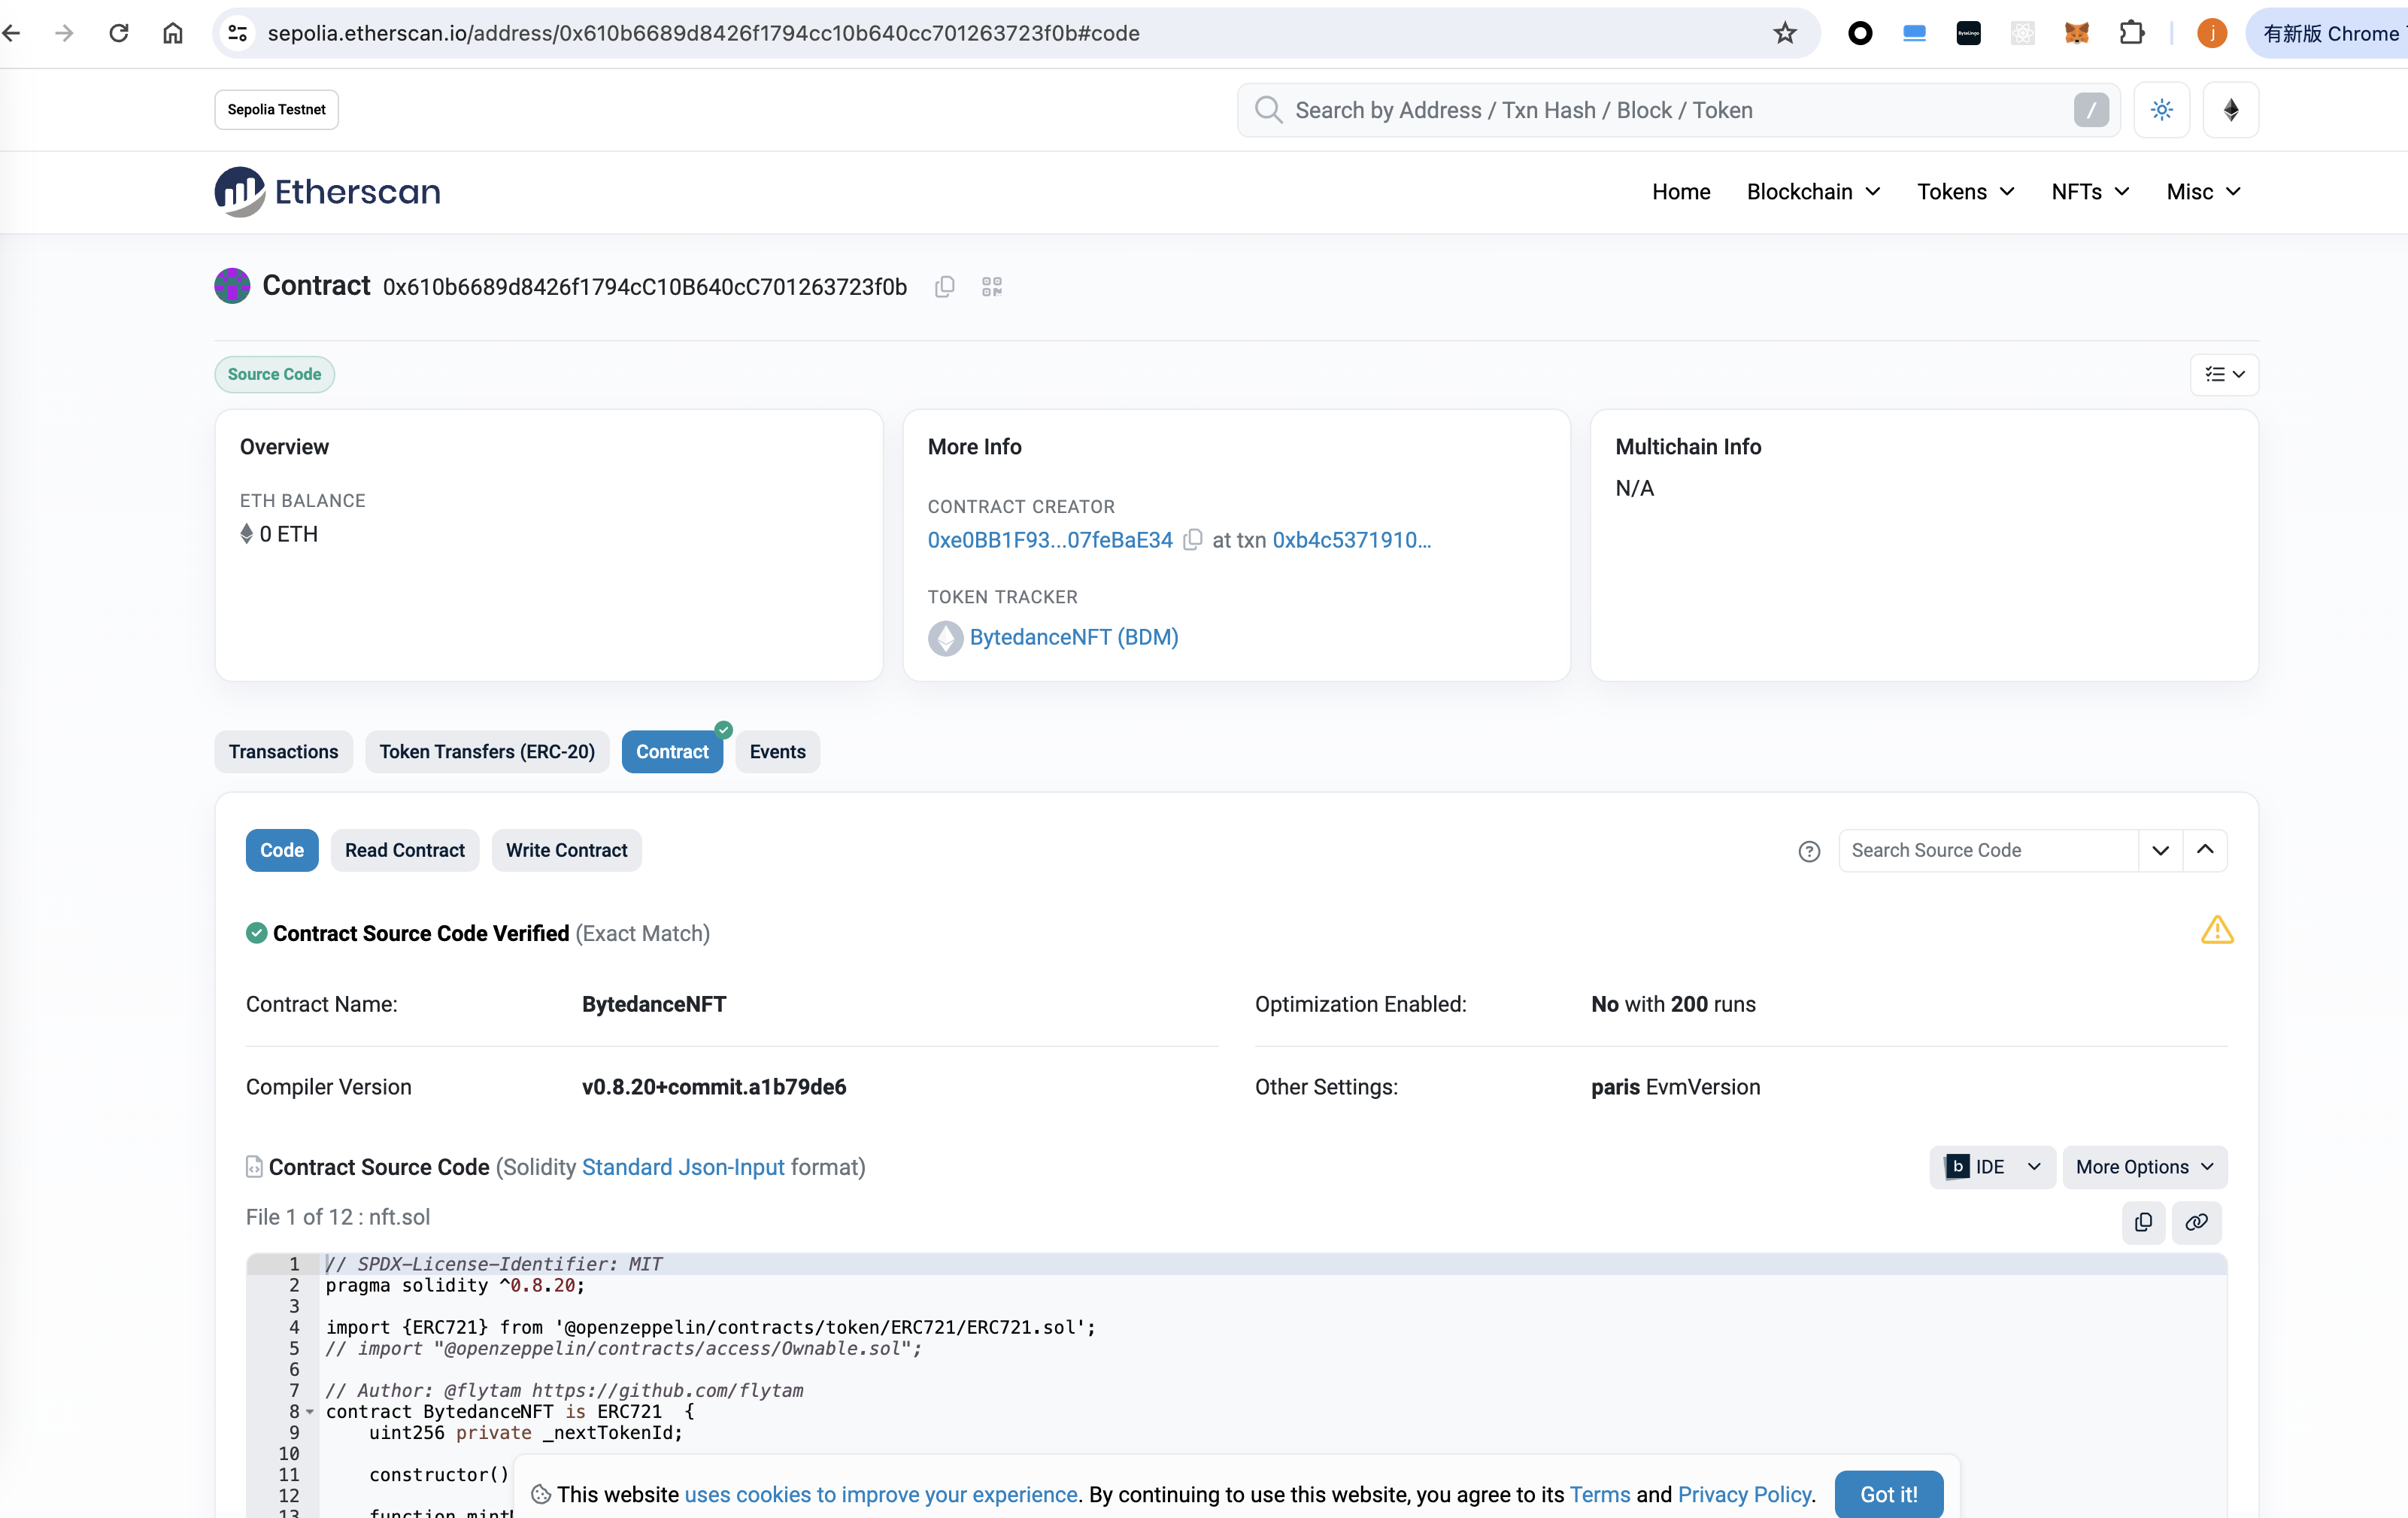 sepolia.etherscan.io/address/0x610b6689d8426f1794cc10b640cc701263723f0b#code
j
有新版 Chrome
Sepolia Testnet
Search by Address / Txn Hash / Block / Token
/
Etherscan
Home
Blockchain
Tokens
NFTs
Misc
Contract 0x610b6689d8426f1794cC10B640cC701263723f0b
Source Code
Overview
ETH BALANCE
0 ETH
More Info
CONTRACT CREATOR
0xe0BB1F93...07feBaE34 at txn 0xb4c5371910...
TOKEN TRACKER
BytedanceNFT (BDM)
Multichain Info
N/A
Transactions
Token Transfers (ERC-20)
Contract
Events
Code
Read Contract
Write Contract
?
Search Source Code
Contract Source Code Verified (Exact Match)
Contract Name:
BytedanceNFT
Optimization Enabled:
No with 200 runs
Compiler Version
v0.8.20+commit.a1b79de6
Other Settings:
paris EvmVersion
Contract Source Code (Solidity Standard Json-Input format)
b IDE
More Options
File 1 of 12 : nft.sol
1 // SPDX-License-Identifier: MIT
2 pragma solidity ^0.8.20;
3
4 import {ERC721} from '@openzeppelin/contracts/token/ERC721/ERC721.sol';
5 // import "@openzeppelin/contracts/access/Ownable.sol";
6
7 // Author: @flytam https://github.com/flytam
8 contract BytedanceNFT is ERC721 {
9 uint256 private _nextTokenId;
10
11 constructor()
12
13 function mint
This website uses cookies to improve your experience. By continuing to use this website, you agree to its Terms and Privacy Policy.
Got it!